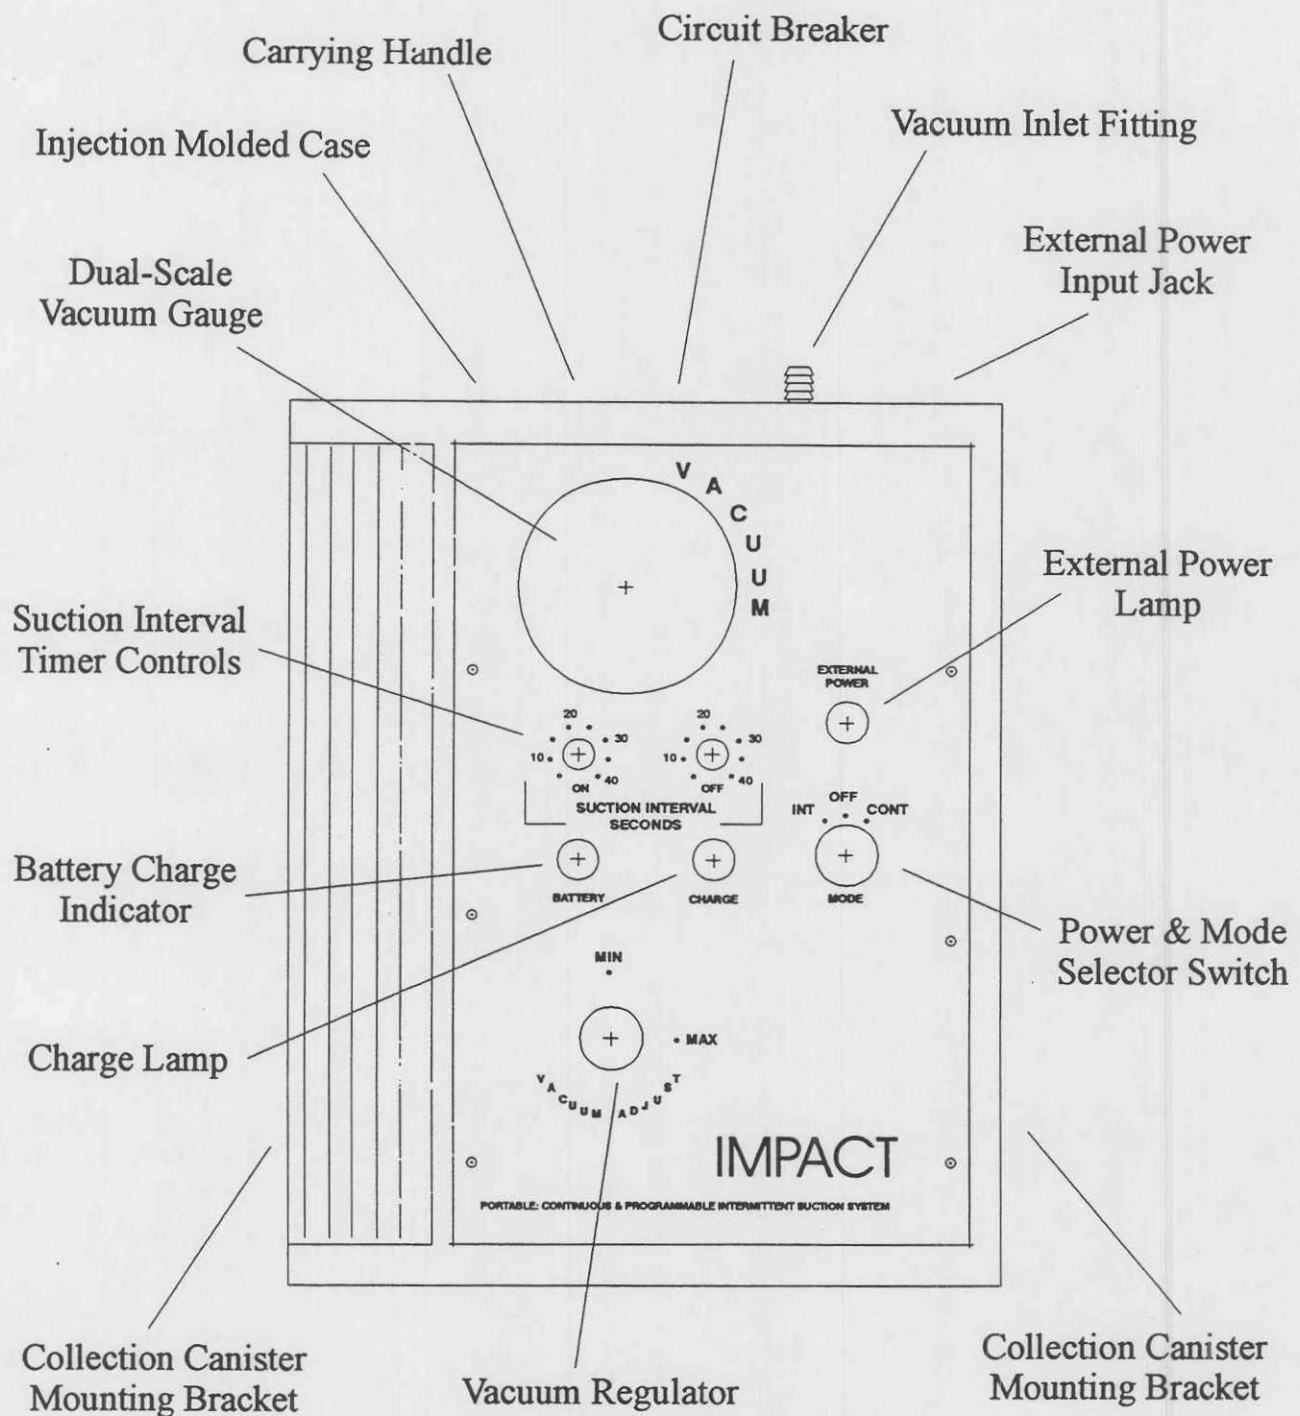 Circuit Breaker
Carrying Handle
Vacuum Inlet Fitting
Injection Molded Case
External Power
Input Jack
Dual-Scale
Vacuum Gauge
VACUUM
External Power
Lamp
Suction Interval
Timer Controls
EXTERNAL
POWER
20 20
10 30 10 30
40 40
ON OFF
SUCTION INTERVAL
SECONDS
OFF
INT CONT
Battery Charge
Indicator
BATTERY CHARGE MODE
Power & Mode
Selector Switch
MIN
MAX
Charge Lamp
VACUUM ADJUST
IMPACT
PORTABLE: CONTINUOUS & PROGRAMMABLE INTERMITTENT SUCTION SYSTEM
Collection Canister
Mounting Bracket
Vacuum Regulator
Collection Canister
Mounting Bracket